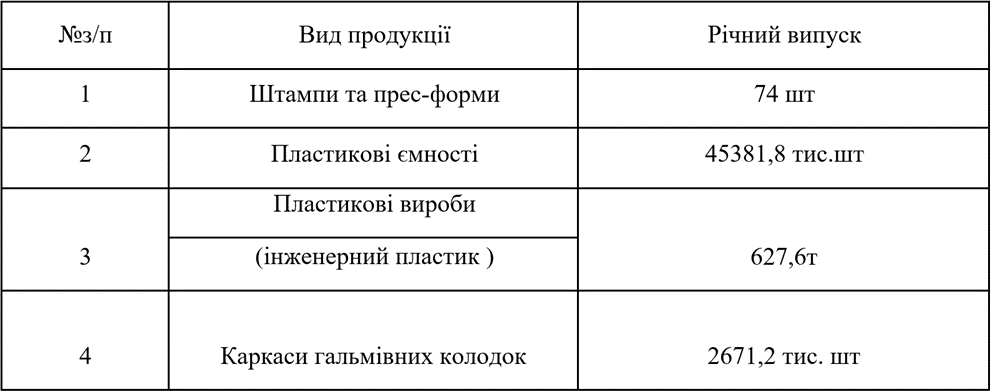 №з/п Вид продукції Річний випуск
1 Штампи та прес-форми 74 шт
2 Пластикові ємності 45381,8 тис.шт
Пластикові вироби
3 (інженерний пластик ) 627,6т
4 Каркаси гальмівних колодок 2671,2 тис. шт